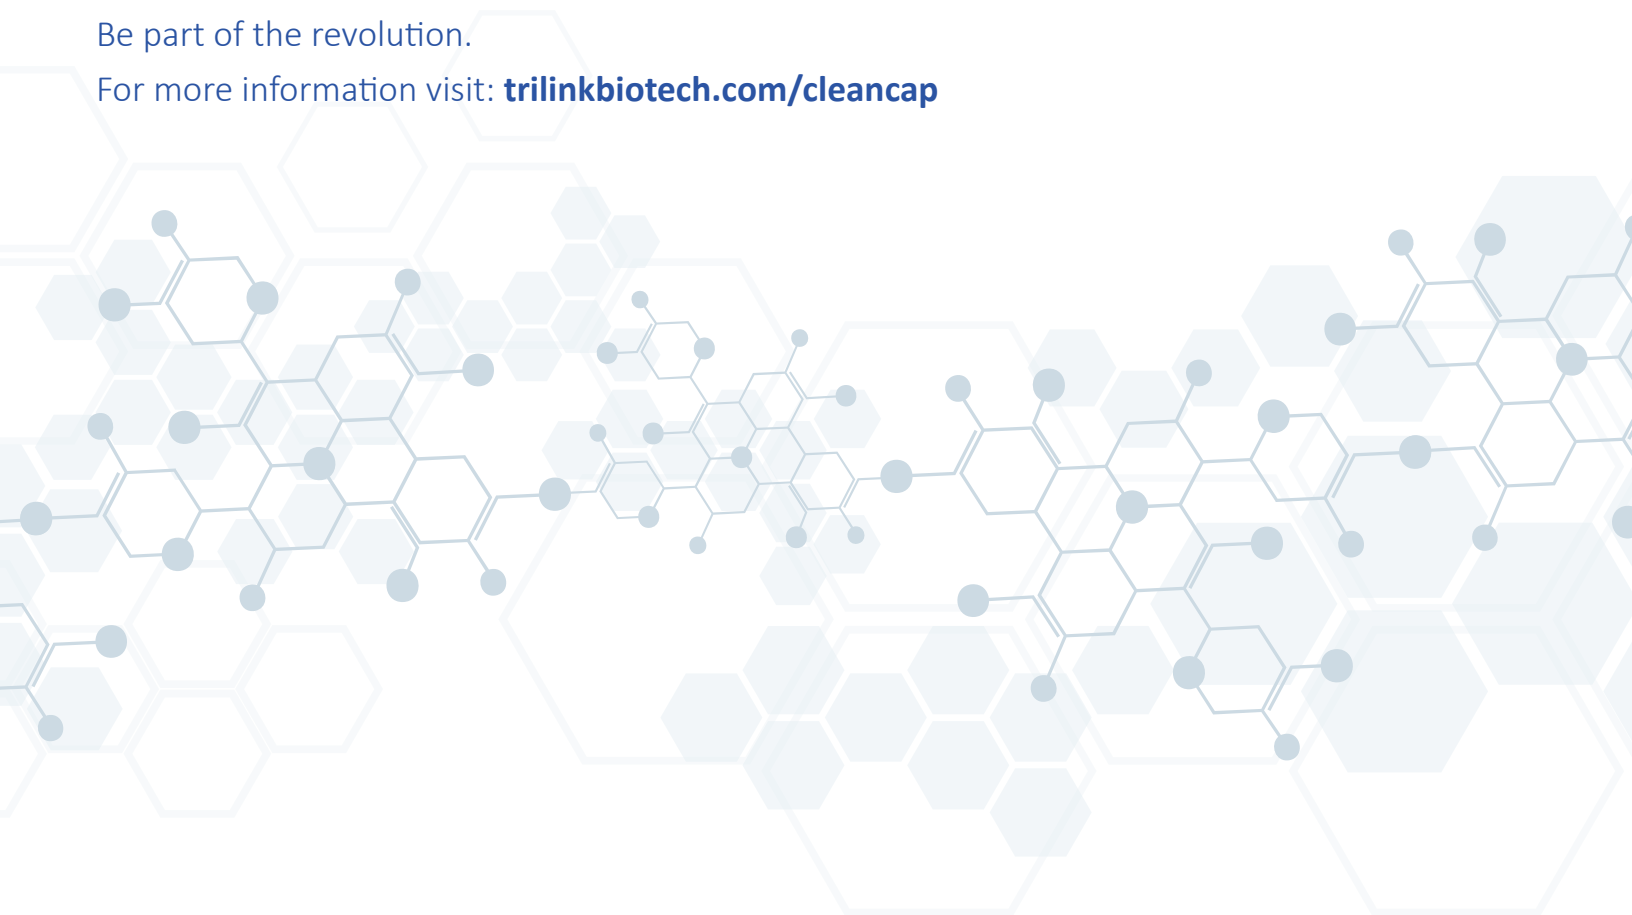 Be part of the revolution.
For more information visit: trilinkbiotech.com/cleancap